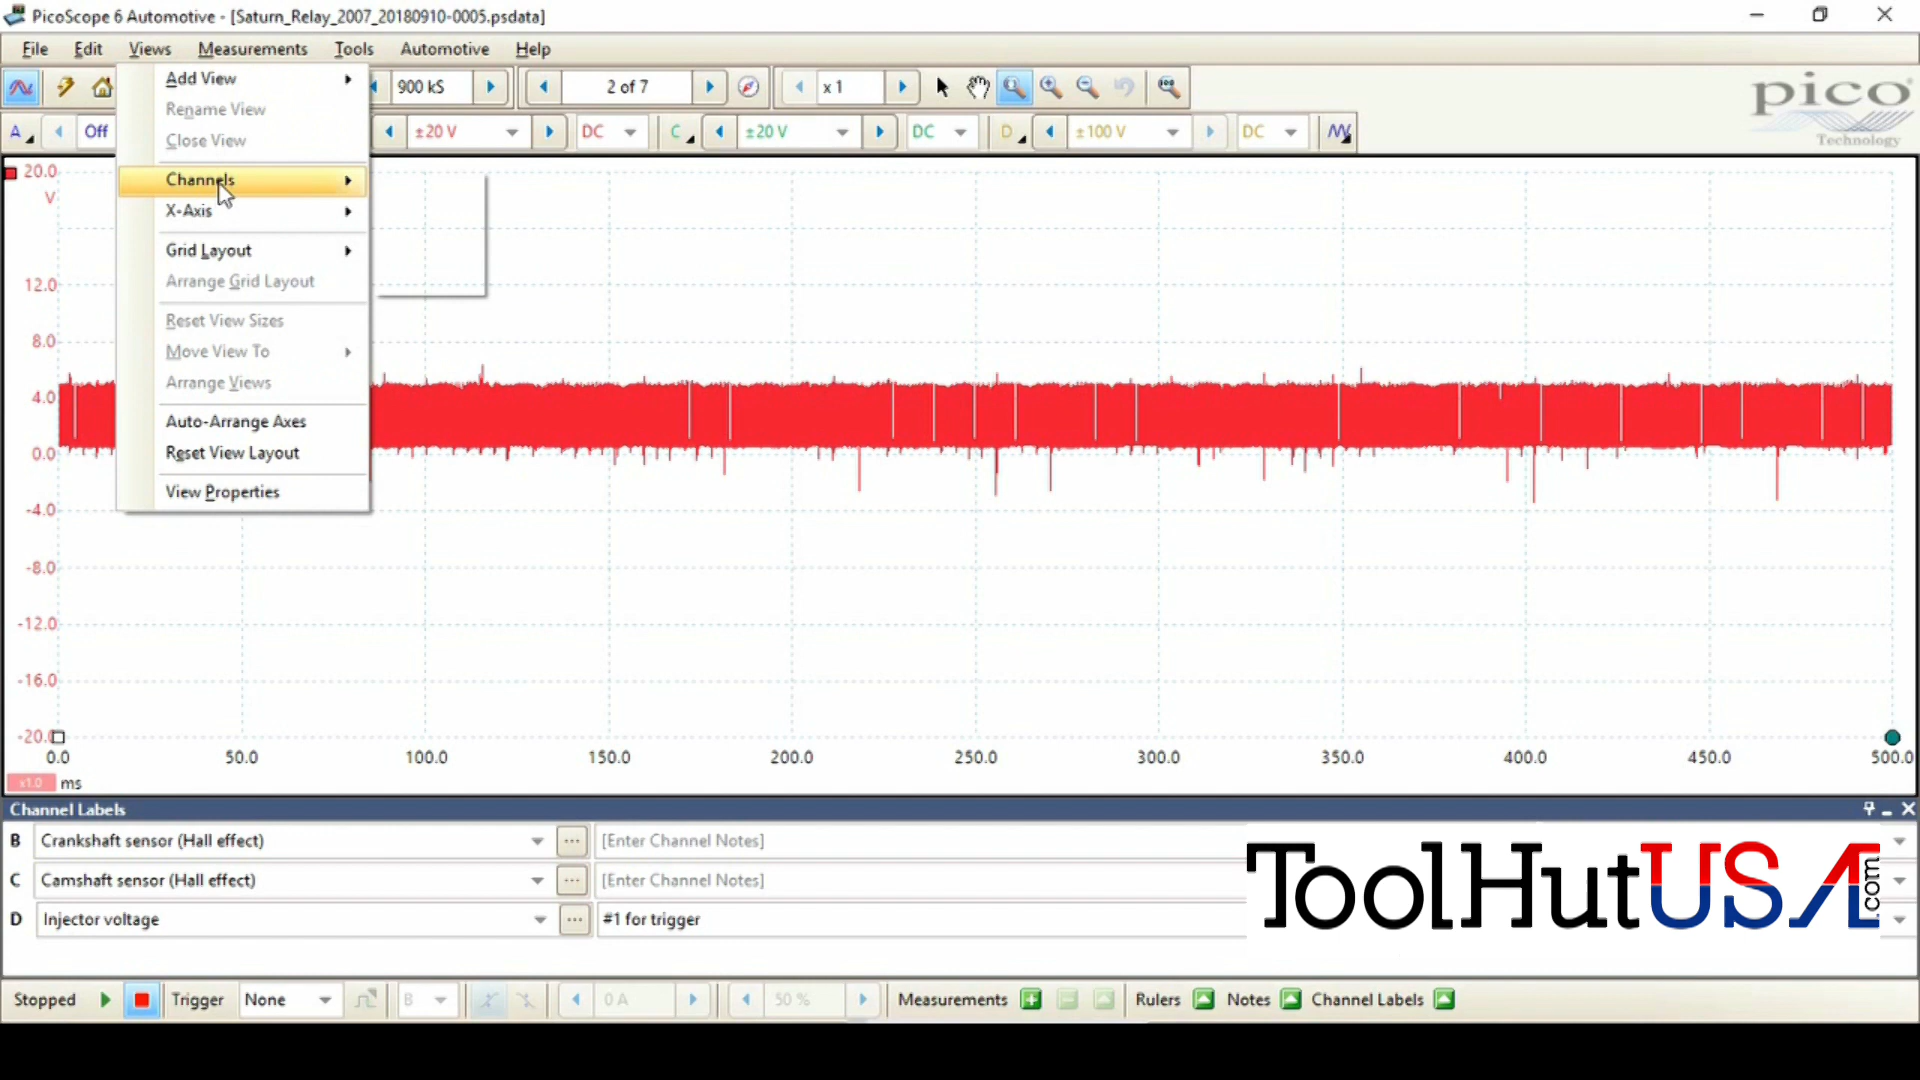 PicoScope 6 Automotive - [Saturn_Relay_2007_20180910-0005.psdata]
File Edit Views Measurements Tools Automotive Help
900 kS 2 of 7 x 1
pico
Technology
A Off ±20 V DC C ±20 V DC D ±100 V DC
Add View
Rename View
Close View
Channels
X-Axis
Grid Layout
Arrange Grid Layout
Reset View Sizes
Move View To
Arrange Views
Auto-Arrange Axes
Reset View Layout
View Properties
20.0
V
12.0
8.0
4.0
0.0
-4.0
-8.0
-12.0
-16.0
-20.0
0.0 50.0 100.0 150.0 200.0 250.0 300.0 350.0 400.0 450.0 500.0
x1.0 ms
Channel Labels
B Crankshaft sensor (Hall effect) ... [Enter Channel Notes]
C Camshaft sensor (Hall effect) ... [Enter Channel Notes]
D Injector voltage ... #1 for trigger
ToolHutUSA.com
Stopped Trigger None B 0 A 50 % Measurements Rulers Notes Channel Labels